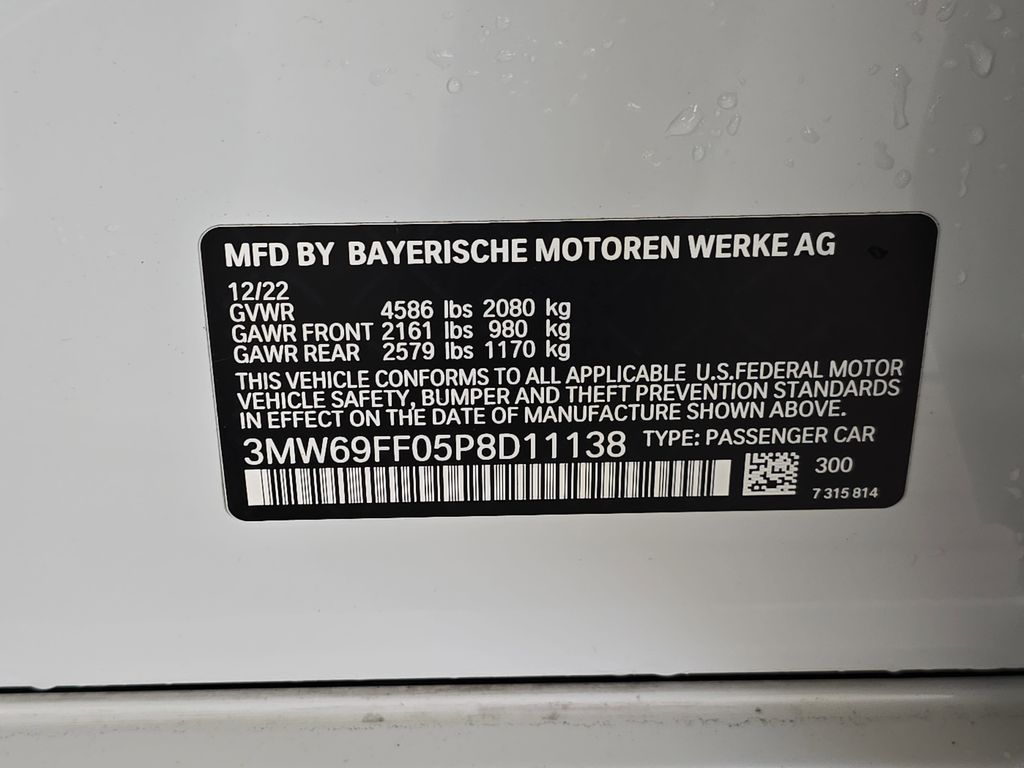 MFD BY BAYERISCHE MOTOREN WERKE AG
12/22
GVWR 4586 lbs 2080 kg
GAWR FRONT 2161 lbs 980 kg
GAWR REAR 2579 lbs 1170 kg
THIS VEHICLE CONFORMS TO ALL APPLICABLE U.S.FEDERAL MOTOR
VEHICLE SAFETY, BUMPER AND THEFT PREVENTION STANDARDS
IN EFFECT ON THE DATE OF MANUFACTURE SHOWN ABOVE.
3MW69FF05P8D11138 TYPE: PASSENGER CAR
300
7 315 814